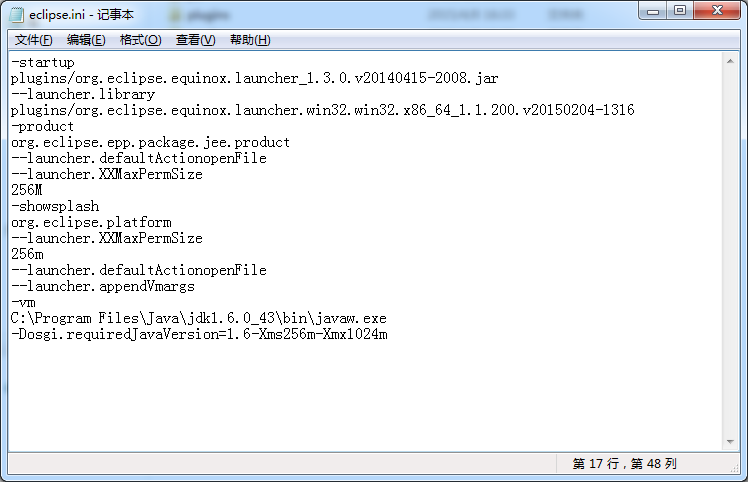 eclipse.ini - 记事本
文件(F) 编辑(E) 格式(O) 查看(V) 帮助(H)
-startup
plugins/org.eclipse.equinox.launcher_1.3.0.v20140415-2008.jar
--launcher.library
plugins/org.eclipse.equinox.launcher.win32.win32.x86_64_1.1.200.v20150204-1316
-product
org.eclipse.epp.package.jee.product
--launcher.defaultActionopenFile
--launcher.XXMaxPermSize
256M
-showsplash
org.eclipse.platform
--launcher.XXMaxPermSize
256m
--launcher.defaultActionopenFile
--launcher.appendVmargs
-vm
C:\Program Files\Java\jdk1.6.0_43\bin\javaw.exe
-Dosgi.requiredJavaVersion=1.6-Xms256m-Xmx1024m
第 17 行，第 48 列